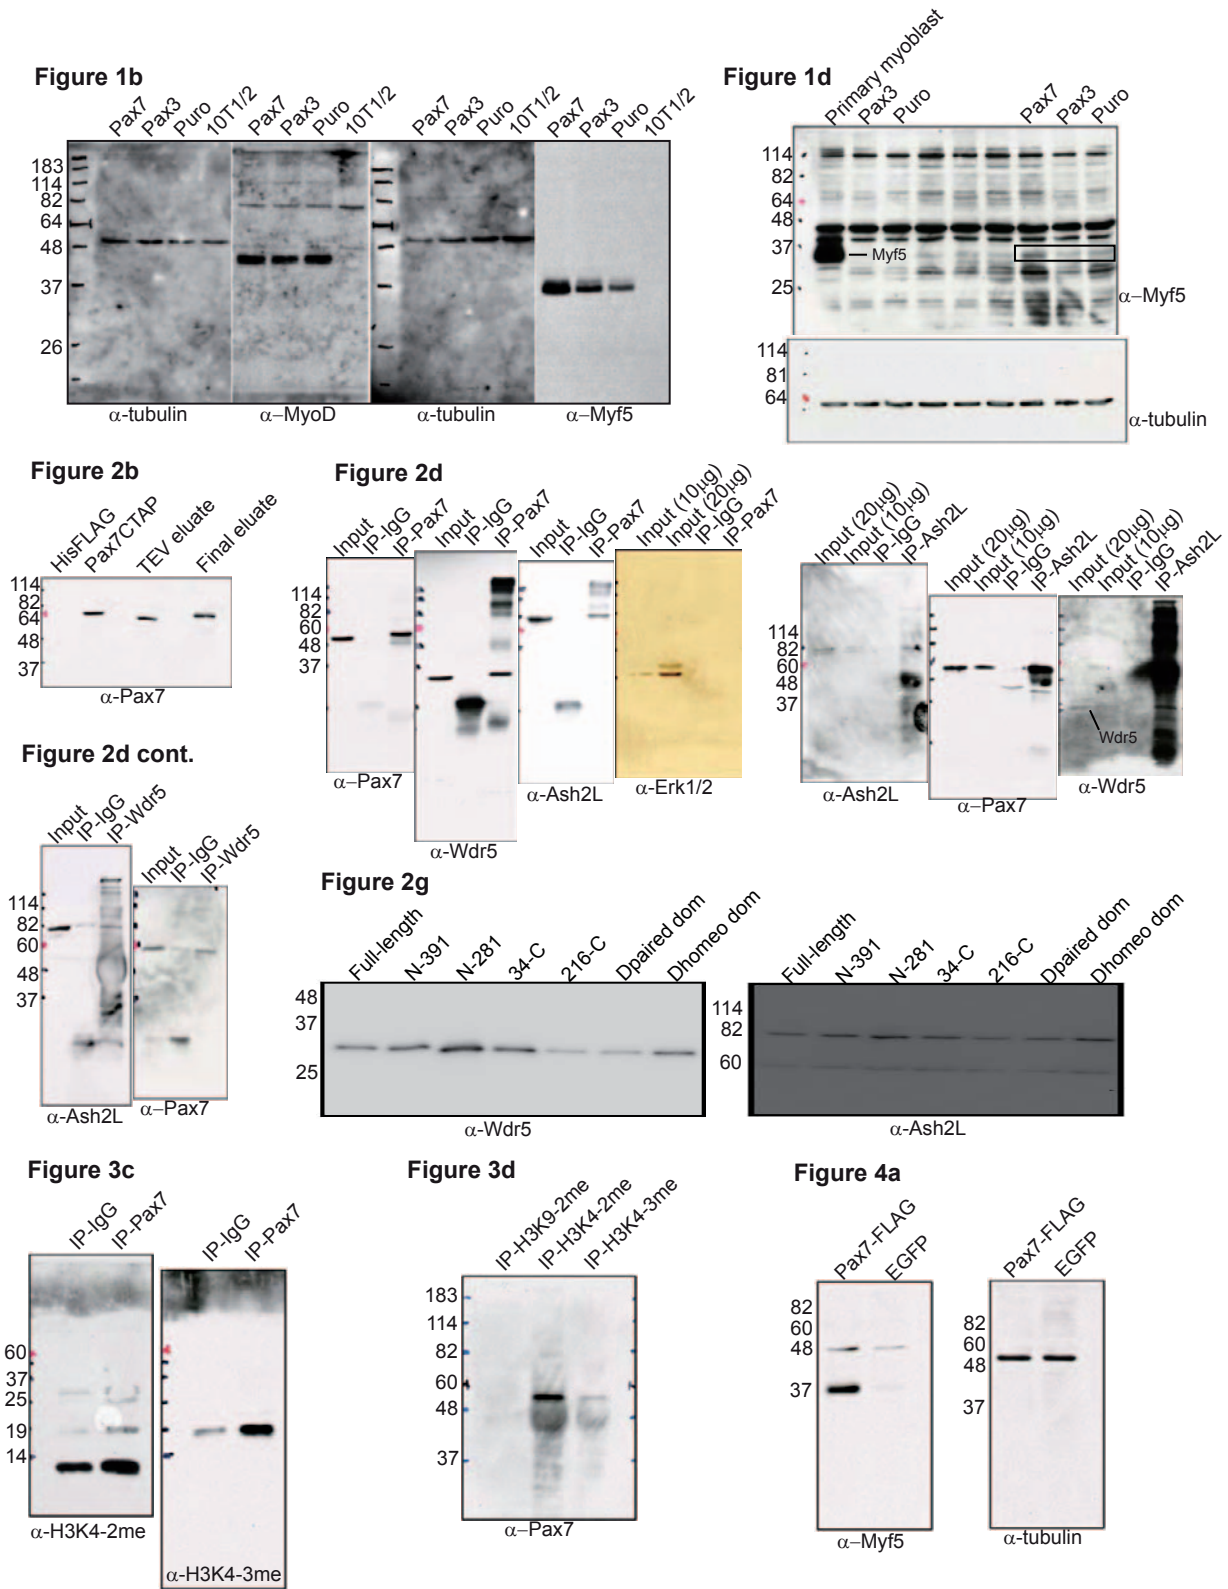 Figure 1b
Pax7
Pax3
Puro
10T1/2
Pax7
Pax3
Puro
10T1/2
Pax7
Pax3
Puro
10T1/2
Pax7
Pax3
Puro
10T1/2
183
114
82
64
48
37
26
α-tubulin
α–MyoD
α-tubulin
α–Myf5
Figure 1d
Primary myoblast
Pax3
Puro
Pax7
Pax3
Puro
114
82
64
48
37
25
Myf5
α–Myf5
114
81
64
α-tubulin
Figure 2b
HisFLAG
Pax7CTAP
TEV eluate
Final eluate
114
82
64
48
37
α-Pax7
Figure 2d
Input
IP-IgG
IP-Pax7
Input
IP-IgG
IP-Pax7
Input
IP-IgG
IP-Pax7
Input (10µg)
Input (20µg)
IP-IgG
IP-Pax7
114
82
60
48
37
α–Pax7
α-Wdr5
α-Ash2L
α-Erk1/2
Input (20µg)
Input (10µg)
IP-IgG
IP-Ash2L
Input (20µg)
Input (10µg)
IP-IgG
IP-Ash2L
Input (20µg)
Input (10µg)
IP-IgG
IP-Ash2L
114
82
60
48
37
Wdr5
α-Ash2L
α-Pax7
α-Wdr5
Figure 2d cont.
Input
IP-IgG
IP-Wdr5
Input
IP-IgG
IP-Wdr5
114
82
60
48
37
α-Ash2L
α–Pax7
Figure 2g
Full-length
N-391
N-281
34-C
216-C
Dpaired dom
Dhomeo dom
48
37
25
α-Wdr5
Full-length
N-391
N-281
34-C
216-C
Dpaired dom
Dhomeo dom
114
82
60
α-Ash2L
Figure 3c
IP-IgG
IP-Pax7
IP-IgG
IP-Pax7
60
37
25
19
14
α-H3K4-2me
α-H3K4-3me
Figure 3d
IP-H3K9-2me
IP-H3K4-2me
IP-H3K4-3me
183
114
82
60
48
37
α–Pax7
Figure 4a
Pax7-FLAG
EGFP
82
60
48
37
α–Myf5
Pax7-FLAG
EGFP
82
60
48
37
α-tubulin